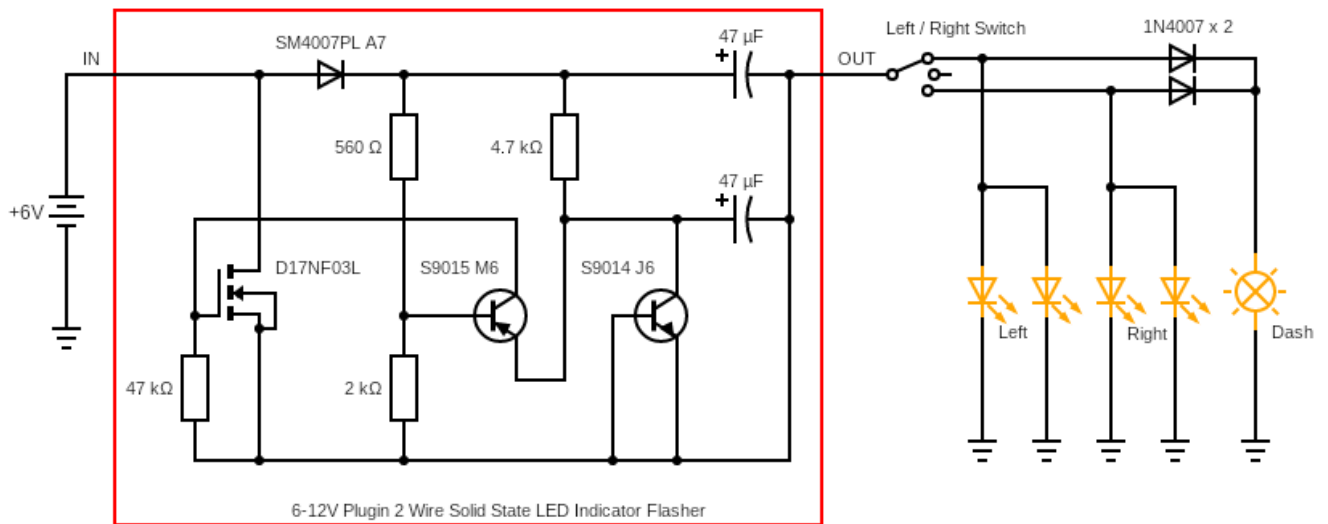 SM4007PL A7
47 µF
Left / Right Switch
1N4007 x 2
IN
OUT
560 Ω
4.7 kΩ
47 µF
+6V
D17NF03L
S9015 M6
S9014 J6
Left
Right
Dash
47 kΩ
2 kΩ
6-12V Plugin 2 Wire Solid State LED Indicator Flasher